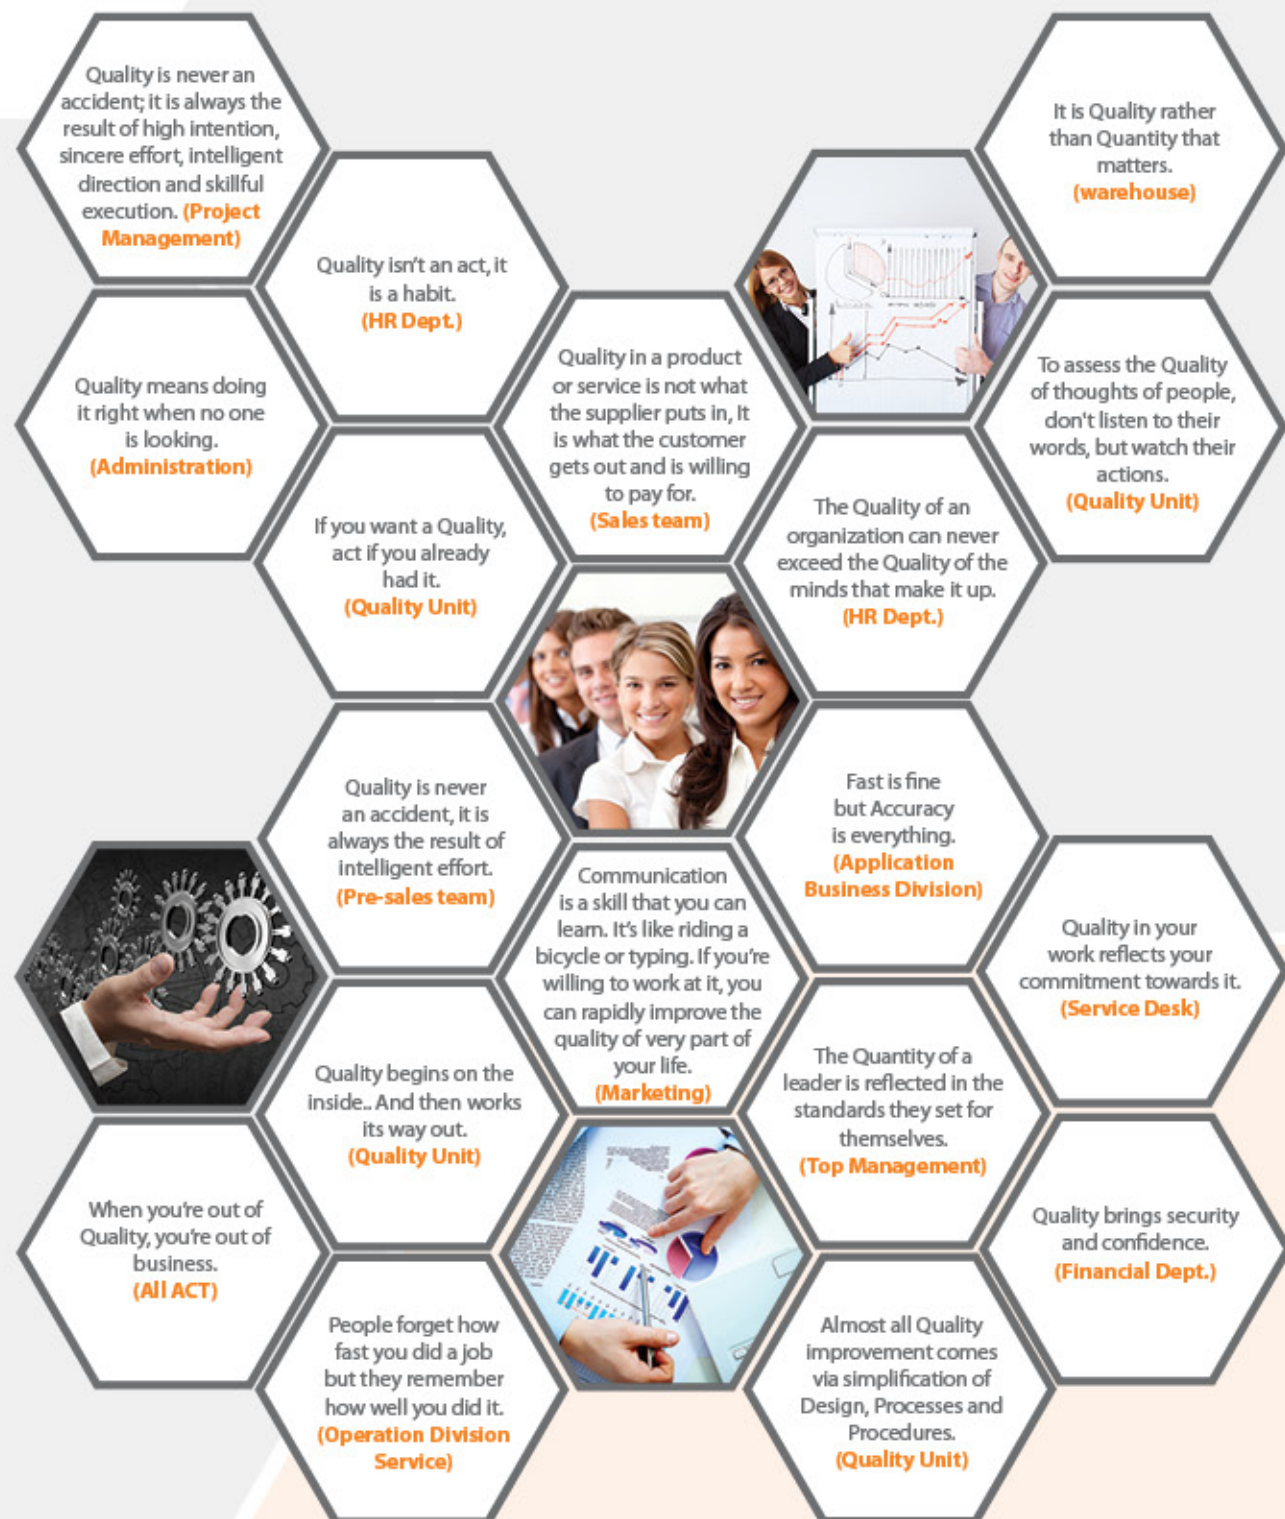 Quality is never an
accident; it is always the
result of high intention,
sincere effort, intelligent
direction and skillful
execution. (Project
Management)
It is Quality rather
than Quantity that
matters.
(warehouse)
Quality isn't an act, it
is a habit.
(HR Dept.)
Quality in a product
or service is not what
the supplier puts in, It
is what the customer
gets out and is willing
to pay for.
(Sales team)
To assess the Quality
of thoughts of people,
don't listen to their
words, but watch their
actions.
(Quality Unit)
Quality means doing
it right when no one
is looking.
(Administration)
If you want a Quality,
act if you already
had it.
(Quality Unit)
The Quality of an
organization can never
exceed the Quality of the
minds that make it up.
(HR Dept.)
Quality is never
an accident, it is
always the result of
intelligent effort.
(Pre-sales team)
Fast is fine
but Accuracy
is everything.
(Application
Business Division)
Communication
is a skill that you can
learn. It's like riding a
bicycle or typing. If you're
willing to work at it, you
can rapidly improve the
quality of very part of
your life.
(Marketing)
Quality in your
work reflects your
commitment towards it.
(Service Desk)
Quality begins on the
inside.. And then works
its way out.
(Quality Unit)
The Quantity of a
leader is reflected in the
standards they set for
themselves.
(Top Management)
When you're out of
Quality, you're out of
business.
(All ACT)
Quality brings security
and confidence.
(Financial Dept.)
People forget how
fast you did a job
but they remember
how well you did it.
(Operation Division
Service)
Almost all Quality
improvement comes
via simplification of
Design, Processes and
Procedures.
(Quality Unit)